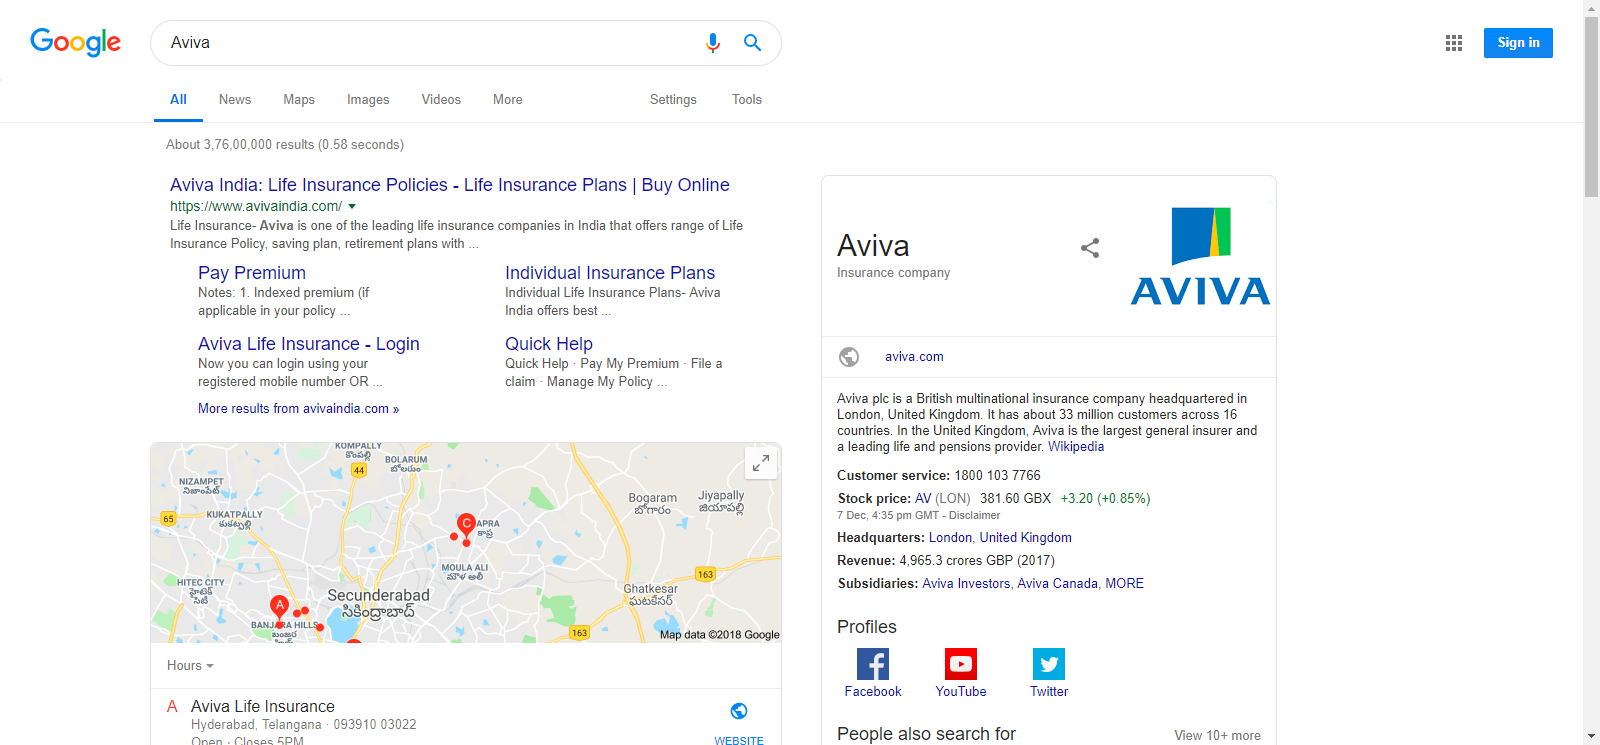 Google
Aviva
Sign in
All
News
Maps
Images
Videos
More
Settings
Tools
About 3,76,00,000 results (0.58 seconds)
Aviva India: Life Insurance Policies - Life Insurance Plans | Buy Online
https://www.avivaindia.com/
Life Insurance- Aviva is one of the leading life insurance companies in India that offers range of Life
Insurance Policy, saving plan, retirement plans with ...
Pay Premium
Notes: 1. Indexed premium (if
applicable in your policy ...
Individual Insurance Plans
Individual Life Insurance Plans- Aviva
India offers best ...
Aviva Life Insurance - Login
Now you can login using your
registered mobile number OR ...
Quick Help
Quick Help · Pay My Premium · File a
claim · Manage My Policy ...
More results from avivaindia.com »
KOMPALLY
కొంపల్లి
44
BOLARUM
బోలరుం
NIZAMPET
నిజాంపేట్
Bogaram
బోగారం
Jiyapally
జీయాపల్లి
65
KUKATPALLY
కుకట్పల్లి
C
KAPRA
కాప్రా
MOULA ALI
మౌళ అలీ
163
HITEC CITY
హైటెక్
సిటీ
Secunderabad
సికింద్రాబాద్
Ghatkesar
ఘటకేసర్
A
BANJARA HILLS
బంజార
163
Map data ©2018 Google
Hours
A
Aviva Life Insurance
Hyderabad, Telangana · 093910 03022
Open · Closes 5PM
WEBSITE
Aviva
Insurance company
AVIVA
aviva.com
Aviva plc is a British multinational insurance company headquartered in
London, United Kingdom. It has about 33 million customers across 16
countries. In the United Kingdom, Aviva is the largest general insurer and
a leading life and pensions provider. Wikipedia
Customer service: 1800 103 7766
Stock price: AV (LON) 381.60 GBX +3.20 (+0.85%)
7 Dec, 4:35 pm GMT - Disclaimer
Headquarters: London, United Kingdom
Revenue: 4,965.3 crores GBP (2017)
Subsidiaries: Aviva Investors, Aviva Canada, MORE
Profiles
Facebook
YouTube
Twitter
People also search for
View 10+ more